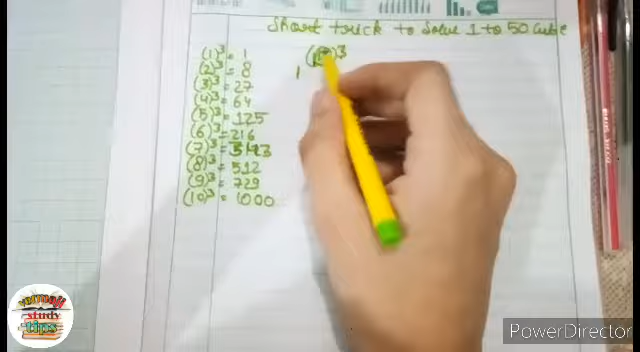 Short trick to Solve 1 to 50 Cube
(1)³ = 1
(2)³ = 8
(3)³ = 27
(4)³ = 64
(5)³ = 125
(6)³ = 216
(7)³ = 343
(8)³ = 512
(9)³ = 729
(10)³ = 1000
1
study
tips
PowerDirector